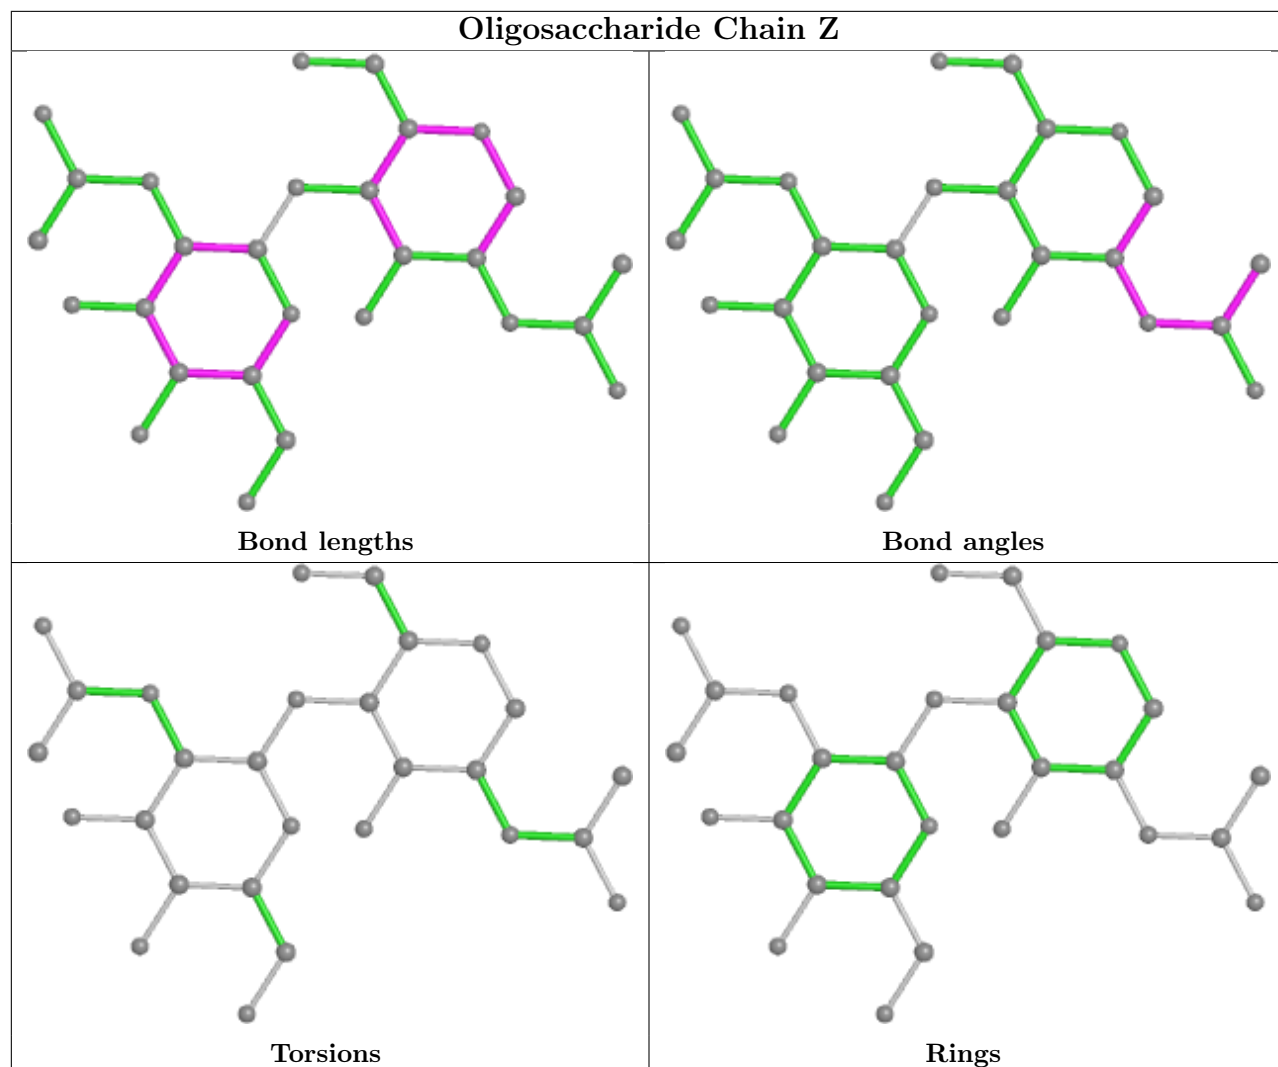 Oligosaccharide Chain Z
Bond lengths
Bond angles
Torsions
Rings